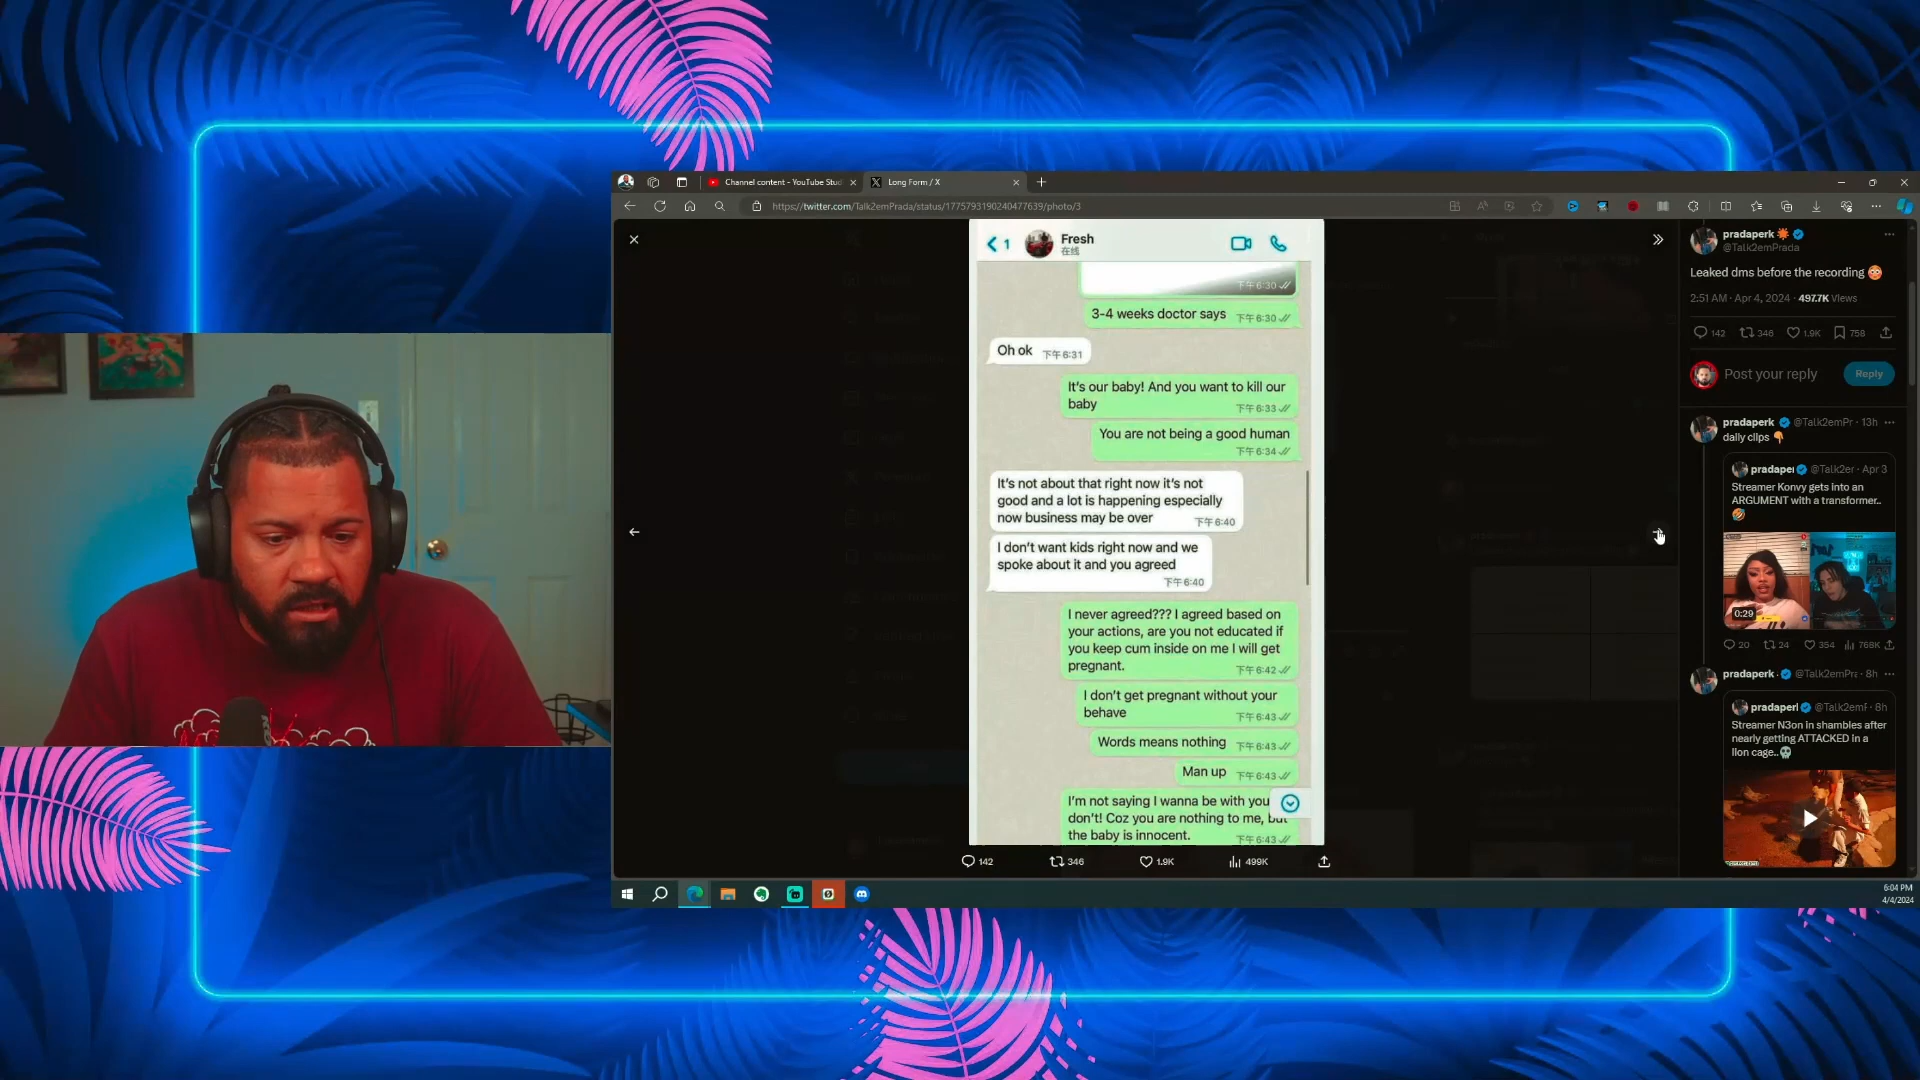 Channel content - YouTube Stud
Long Form / X
https://twitter.com/Talk2emPrada/status/1775793190240477639/photo/3
1
Fresh
在线
下午6:30
3-4 weeks doctor says 下午6:30
Oh ok 下午6:31
It's our baby! And you want to kill our
baby 下午6:33
You are not being a good human
下午6:34
It's not about that right now it's not
good and a lot is happening especially
now business may be over 下午6:40
I don't want kids right now and we
spoke about it and you agreed
下午6:40
I never agreed??? I agreed based on
your actions, are you not educated if
you keep cum inside on me I will get
pregnant. 下午6:42
I don't get pregnant without your
behave 下午6:43
Words means nothing 下午6:43
Man up 下午6:43
I'm not saying I wanna be with you
don't! Coz you are nothing to me, but
the baby is innocent. 下午6:43
142 346 1.9K 499K
pradaperk
@Talk2emPrada
Leaked dms before the recording
2:51 AM · Apr 4, 2024 · 497.7K Views
142 346 1.9K 758
Post your reply Reply
pradaperk @Talk2emPr · 13h
daily clips
pradaper @Talk2er · Apr 3
Streamer Konvy gets into an
ARGUMENT with a transformer..
0:29
20 24 354 768K
pradaperk @Talk2emPr · 8h
pradaperl @Talk2emF · 8h
Streamer N3on in shambles after
nearly getting ATTACKED in a
lion cage..
6:04 PM
4/4/2024